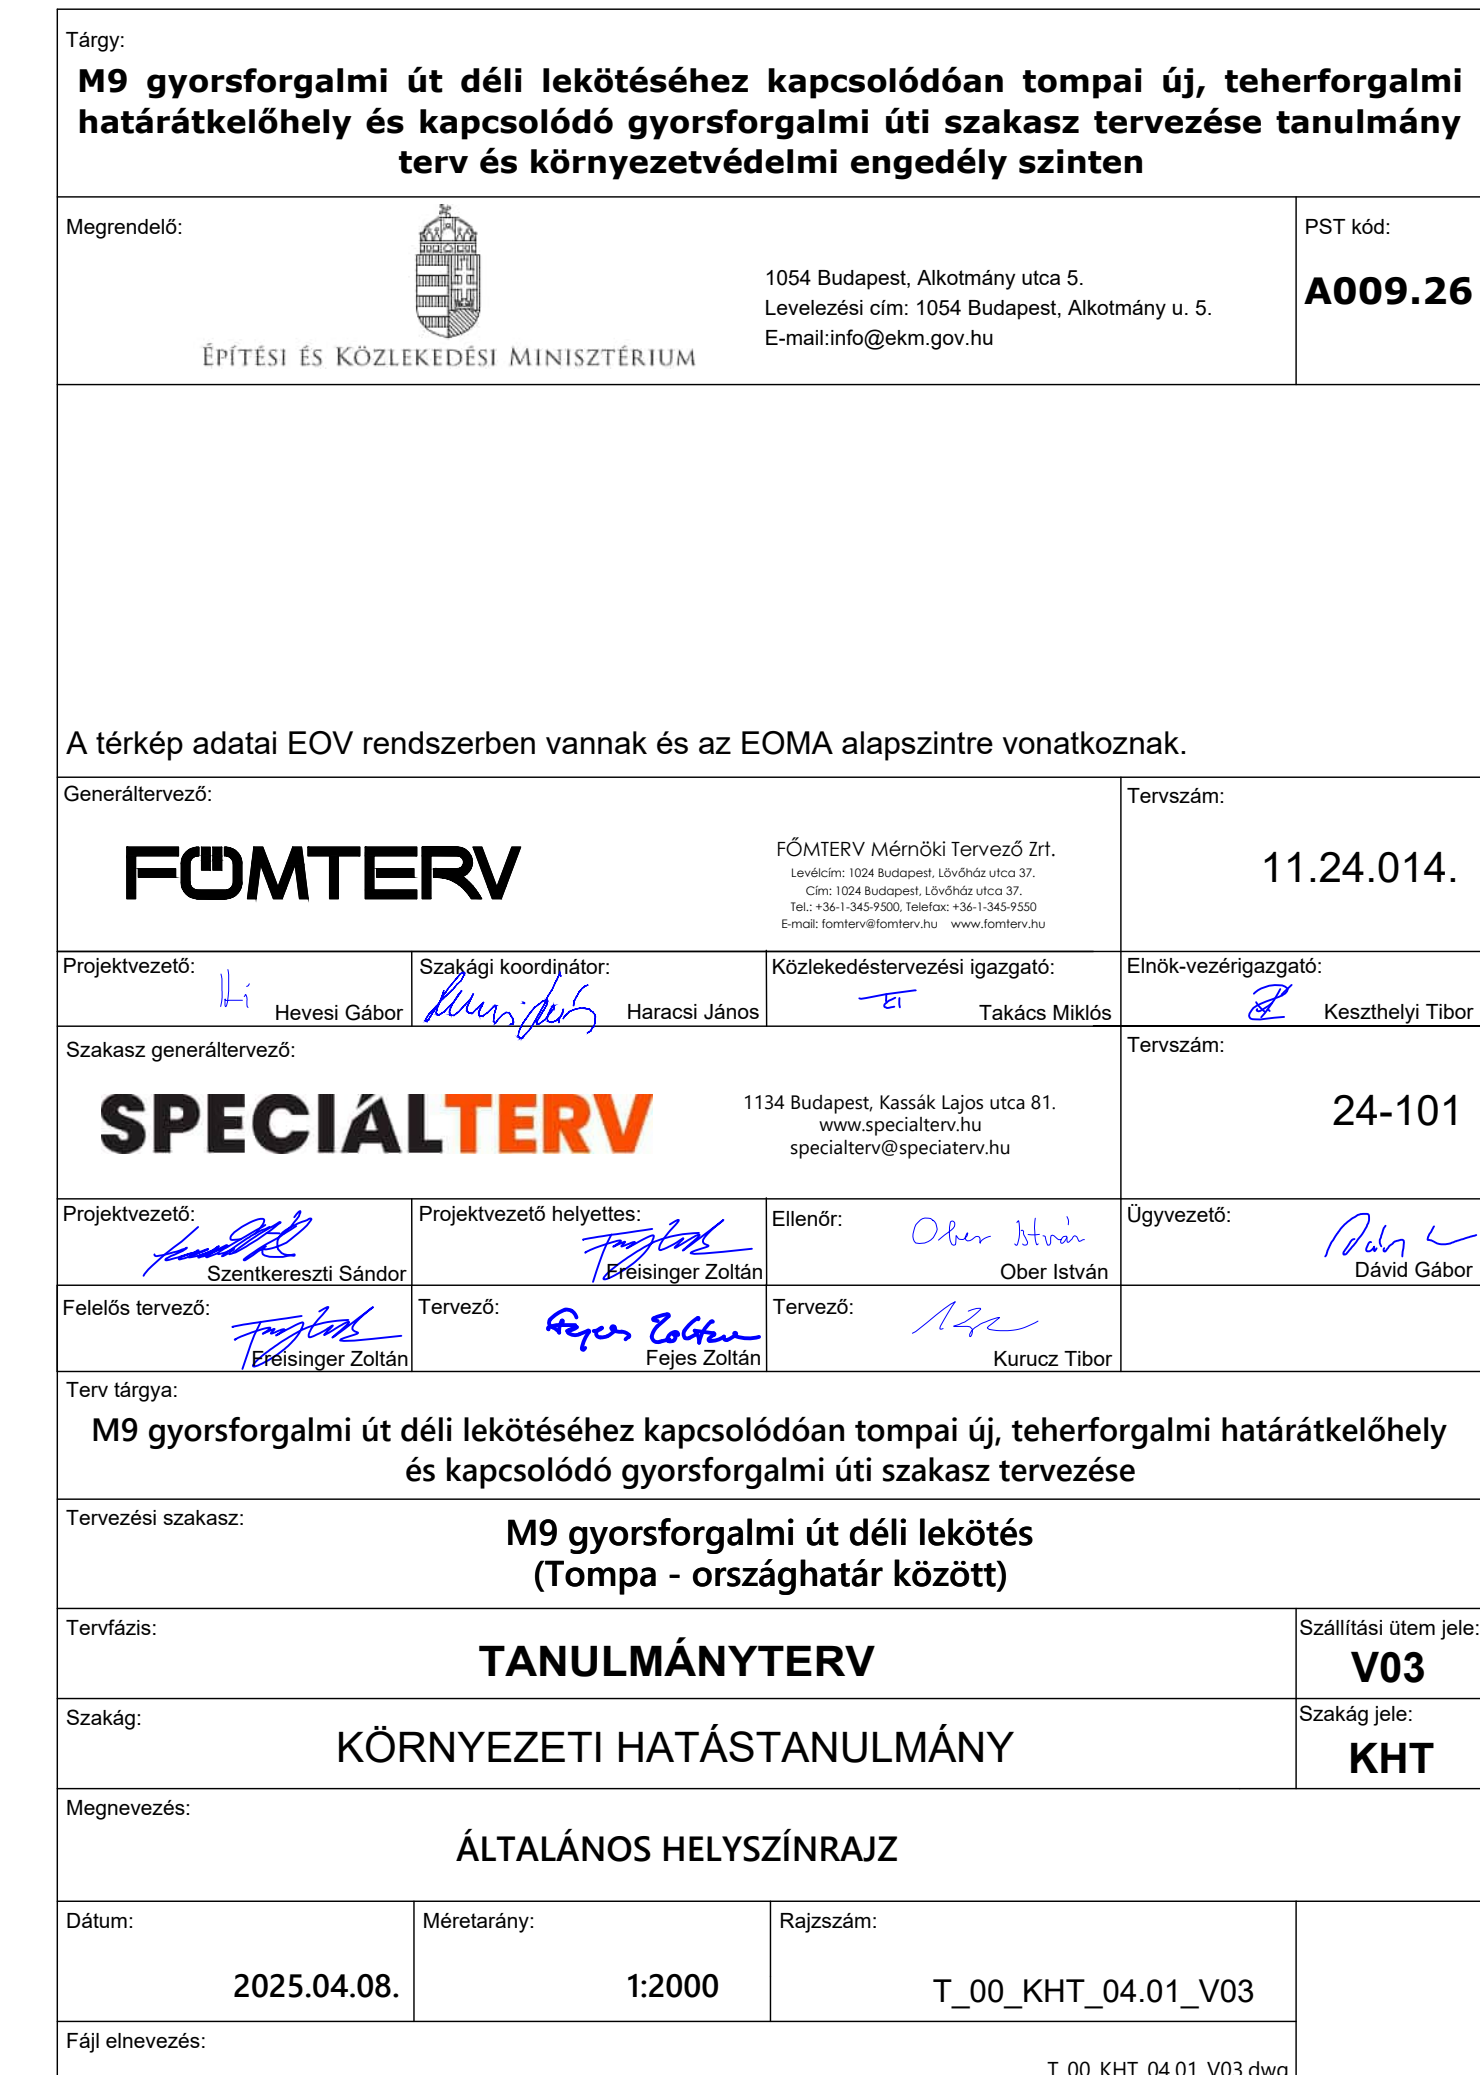 Tárgy:
M9 gyorsforgalmi út déli lekötéséhez kapcsolódóan tompai új, teherforgalmi
határátkelőhely és kapcsolódó gyorsforgalmi úti szakasz tervezése tanulmány
terv és környezetvédelmi engedély szinten
Megrendelő:
ÉPÍTÉSI ÉS KÖZLEKEDÉSI MINISZTÉRIUM
1054 Budapest, Alkotmány utca 5.
Levelezési cím: 1054 Budapest, Alkotmány u. 5.
E-mail:info@ekm.gov.hu
PST kód:
A009.26
A térkép adatai EOV rendszerben vannak és az EOMA alapszintre vonatkoznak.
Generáltervező:
FŐMTERV
FŐMTERV Mérnöki Tervező Zrt.
Levélcím: 1024 Budapest, Lövőház utca 37.
Cím: 1024 Budapest, Lövőház utca 37.
Tel.: +36-1-345-9500, Telefax: +36-1-345-9550
E-mail: fomterv@fomterv.hu www.fomterv.hu
Tervszám:
11.24.014.
Projektvezető:
Hevesi Gábor
Szakági koordinátor:
Haracsi János
Közlekedéstervezési igazgató:
Takács Miklós
Elnök-vezérigazgató:
Keszthelyi Tibor
Szakasz generáltervező:
SPECIÁLTERV
1134 Budapest, Kassák Lajos utca 81.
www.specialterv.hu
specialterv@speciaterv.hu
Tervszám:
24-101
Projektvezető:
Szentkereszti Sándor
Projektvezető helyettes:
Freisinger Zoltán
Ellenőr:
Ober István
Ober István
Ügyvezető:
Dávid Gábor
Felelős tervező:
Freisinger Zoltán
Tervező:
Fejes Zoltán
Fejes Zoltán
Tervező:
Kurucz Tibor
Terv tárgya:
M9 gyorsforgalmi út déli lekötéséhez kapcsolódóan tompai új, teherforgalmi határátkelőhely
és kapcsolódó gyorsforgalmi úti szakasz tervezése
Tervezési szakasz:
M9 gyorsforgalmi út déli lekötés
(Tompa - országhatár között)
Tervfázis:
TANULMÁNYTERV
Szállítási ütem jele:
V03
Szakág:
KÖRNYEZETI HATÁSTANULMÁNY
Szakág jele:
KHT
Megnevezés:
ÁLTALÁNOS HELYSZÍNRAJZ
Dátum:
2025.04.08.
Méretarány:
1:2000
Rajzszám:
T_00_KHT_04.01_V03
Fájl elnevezés:
T_00_KHT_04.01_V03.dwg